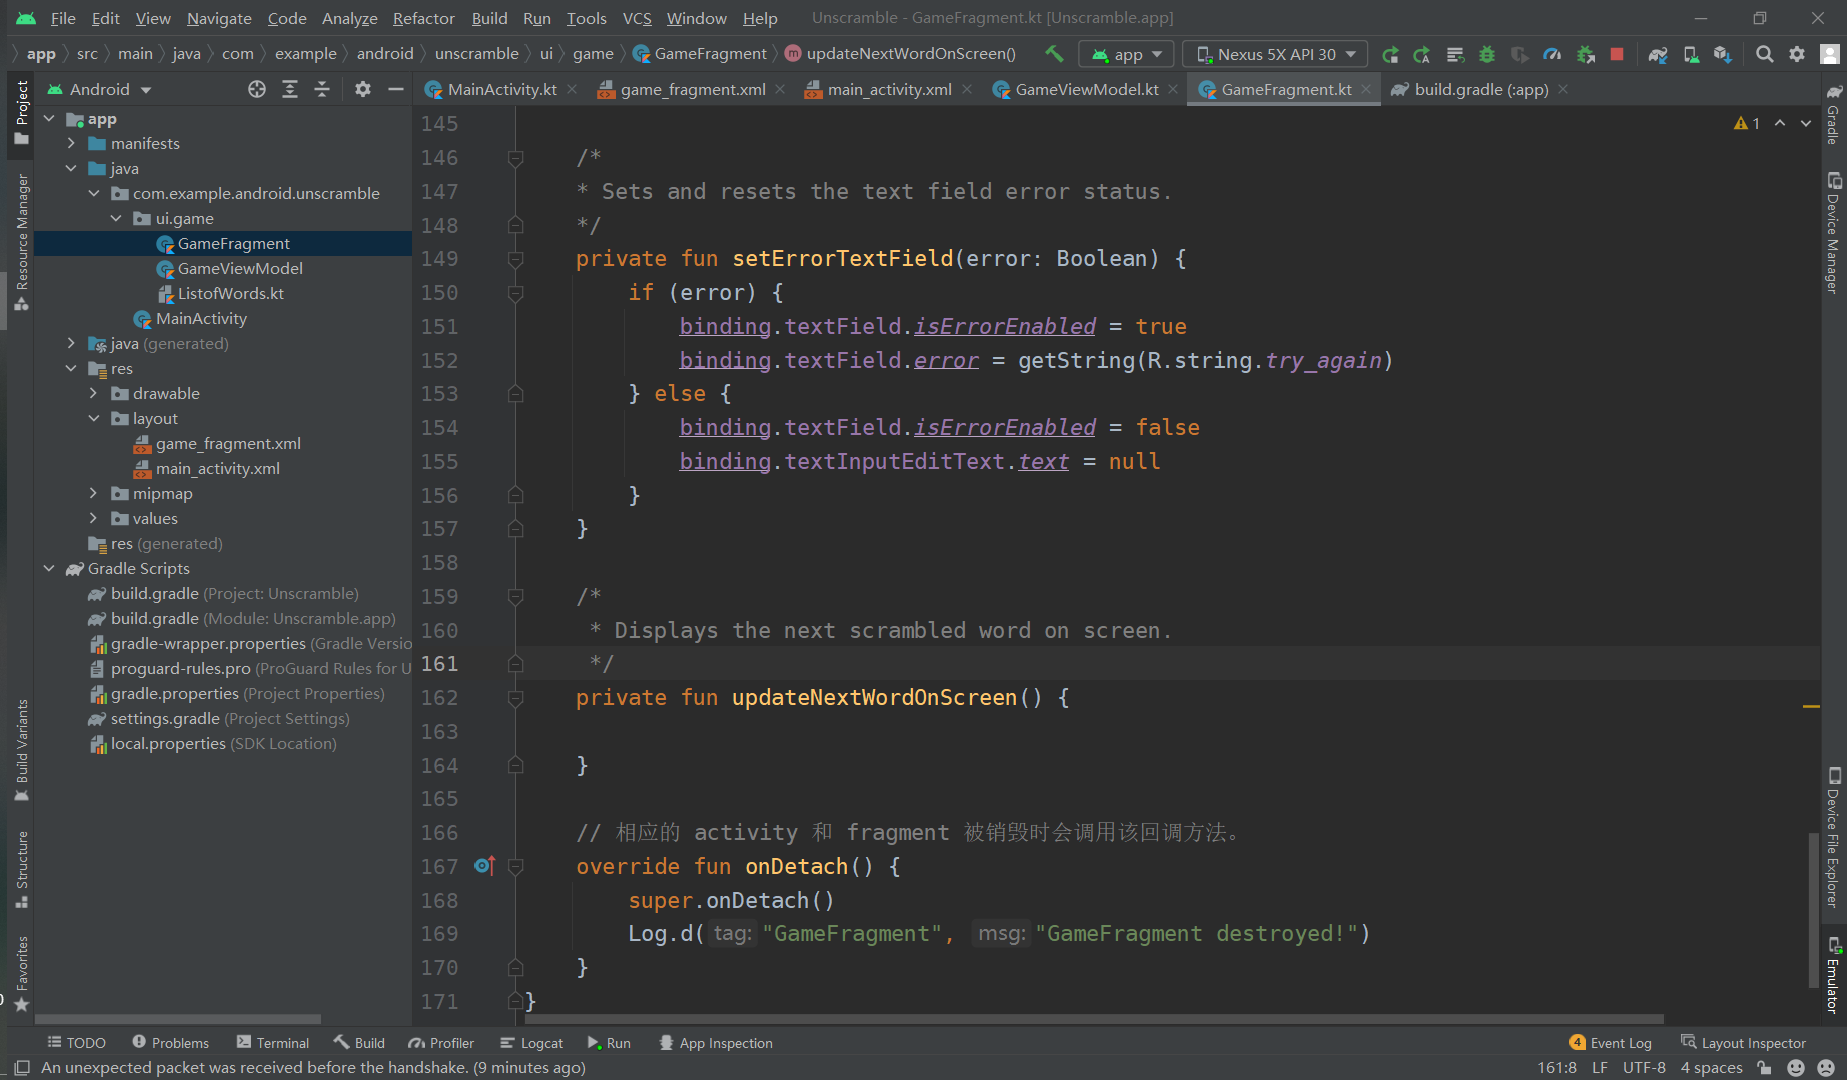 File Edit View Navigate Code Analyze Refactor Build Run Tools VCS Window Help Unscramble - GameFragment.kt [Unscramble.app]
app src main java com example android unscramble ui game GameFragment updateNextWordOnScreen() app Nexus 5X API 30
Android
MainActivity.kt game_fragment.xml main_activity.xml GameViewModel.kt GameFragment.kt build.gradle (:app)
Project
Resource Manager
Build Variants
Structure
Favorites
app
manifests
java
com.example.android.unscramble
ui.game
GameFragment
GameViewModel
ListofWords.kt
MainActivity
java (generated)
res
drawable
layout
game_fragment.xml
main_activity.xml
mipmap
values
res (generated)
Gradle Scripts
build.gradle (Project: Unscramble)
build.gradle (Module: Unscramble.app)
gradle-wrapper.properties (Gradle Versio
proguard-rules.pro (ProGuard Rules for U
gradle.properties (Project Properties)
settings.gradle (Project Settings)
local.properties (SDK Location)
1
145
146 /*
147 * Sets and resets the text field error status.
148 */
149 private fun setErrorTextField(error: Boolean) {
150 if (error) {
151 binding.textField.isErrorEnabled = true
152 binding.textField.error = getString(R.string.try_again)
153 } else {
154 binding.textField.isErrorEnabled = false
155 binding.textInputEditText.text = null
156 }
157 }
158
159 /*
160 * Displays the next scrambled word on screen.
161 */
162 private fun updateNextWordOnScreen() {
163
164 }
165
166 // 相应的 activity 和 fragment 被销毁时会调用该回调方法。
167 override fun onDetach() {
168 super.onDetach()
169 Log.d( tag: "GameFragment", msg: "GameFragment destroyed!")
170 }
171 }
Gradle
Device Manager
Device File Explorer
Emulator
TODO Problems Terminal Build Profiler Logcat Run App Inspection 4 Event Log Layout Inspector
An unexpected packet was received before the handshake. (9 minutes ago) 161:8 LF UTF-8 4 spaces